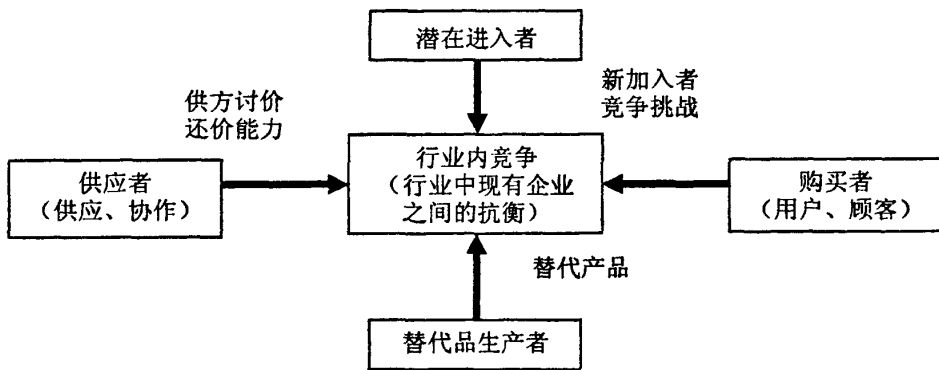 潜在进入者
供方讨价
还价能力
新加入者
竞争挑战
供应者
（供应、协作）
行业内竞争
（行业中现有企业
之间的抗衡）
购买者
（用户、顾客）
替代产品
替代品生产者